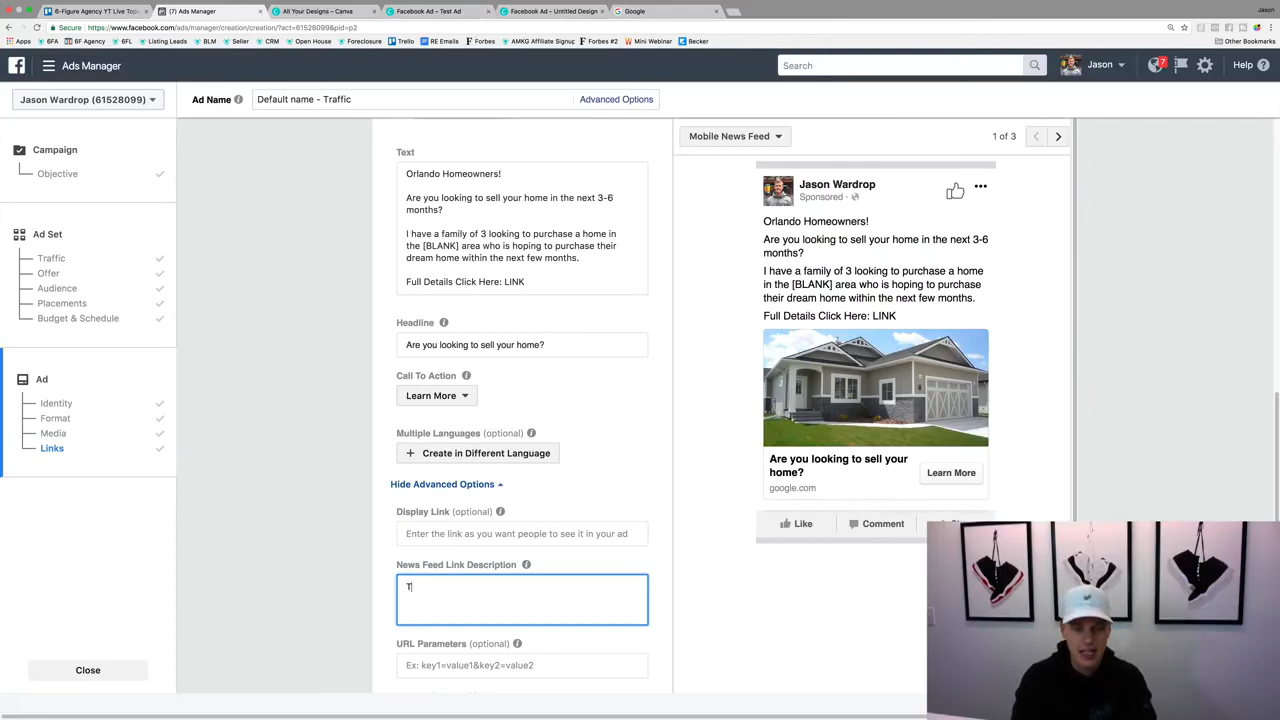 6-Figure Agency YT Live Topic
(7) Ads Manager
All Your Designs – Canva
Facebook Ad – Test Ad
Facebook Ad – Untitled Design
Google
Jason
Secure
https://www.facebook.com/ads/manager/creation/creation/?act=61528099&pid=p2
Apps
6FA
6F Agency
6FL
Listing Leads
BLM
Seller
CRM
Open House
Foreclosure
Trello
RE Emails
Forbes
AMKG Affiliate Signup
Forbes #2
Mini Webinar
Becker
Other Bookmarks
Ads Manager
Search
Jason
7
Help
Jason Wardrop (61528099)
Ad Name
Default name - Traffic
Advanced Options
Campaign
Objective
Ad Set
Traffic
Offer
Audience
Placements
Budget & Schedule
Ad
Identity
Format
Media
Links
Close
Text
Orlando Homeowners!
Are you looking to sell your home in the next 3-6
months?
I have a family of 3 looking to purchase a home in
the [BLANK] area who is hoping to purchase their
dream home within the next few months.
Full Details Click Here: LINK
Headline
Are you looking to sell your home?
Call To Action
Learn More
Multiple Languages (optional)
+ Create in Different Language
Hide Advanced Options
Display Link (optional)
Enter the link as you want people to see it in your ad
News Feed Link Description
T
URL Parameters (optional)
Ex: key1=value1&key2=value2
Mobile News Feed
1 of 3
Jason Wardrop
Sponsored ·
Orlando Homeowners!
Are you looking to sell your home in the next 3-6
months?
I have a family of 3 looking to purchase a home
in the [BLANK] area who is hoping to purchase
their dream home within the next few months.
Full Details Click Here: LINK
Are you looking to sell your
home?
google.com
Learn More
Like
Comment